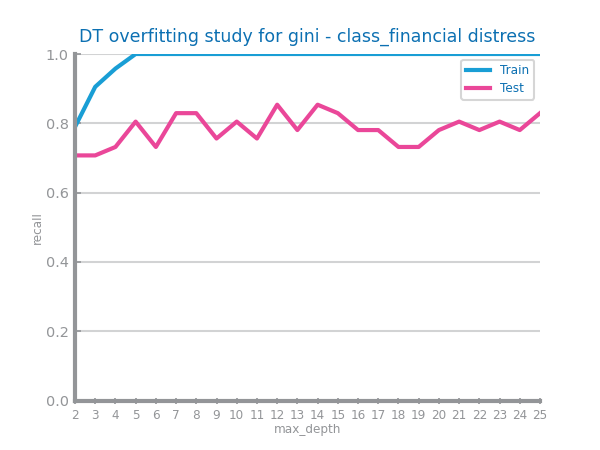 DT overfitting study for gini - class_financial distress
1.0
Train
Test
0.8
0.6
recall
0.4
0.2
0.0
2 3 4 5 6 7 8 9 10 11 12 13 14 15 16 17 18 19 20 21 22 23 24 25
max_depth